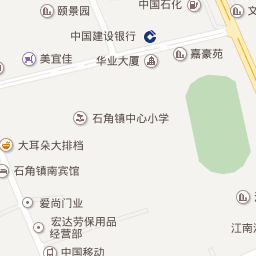 颐景园
中国石化
文
中国建设银行
美宜佳
华业大厦
嘉豪苑
石角镇中心小学
大耳朵大排档
石角镇南宾馆
爱尚门业
江南
宏达劳保用品
经营部
中国移动